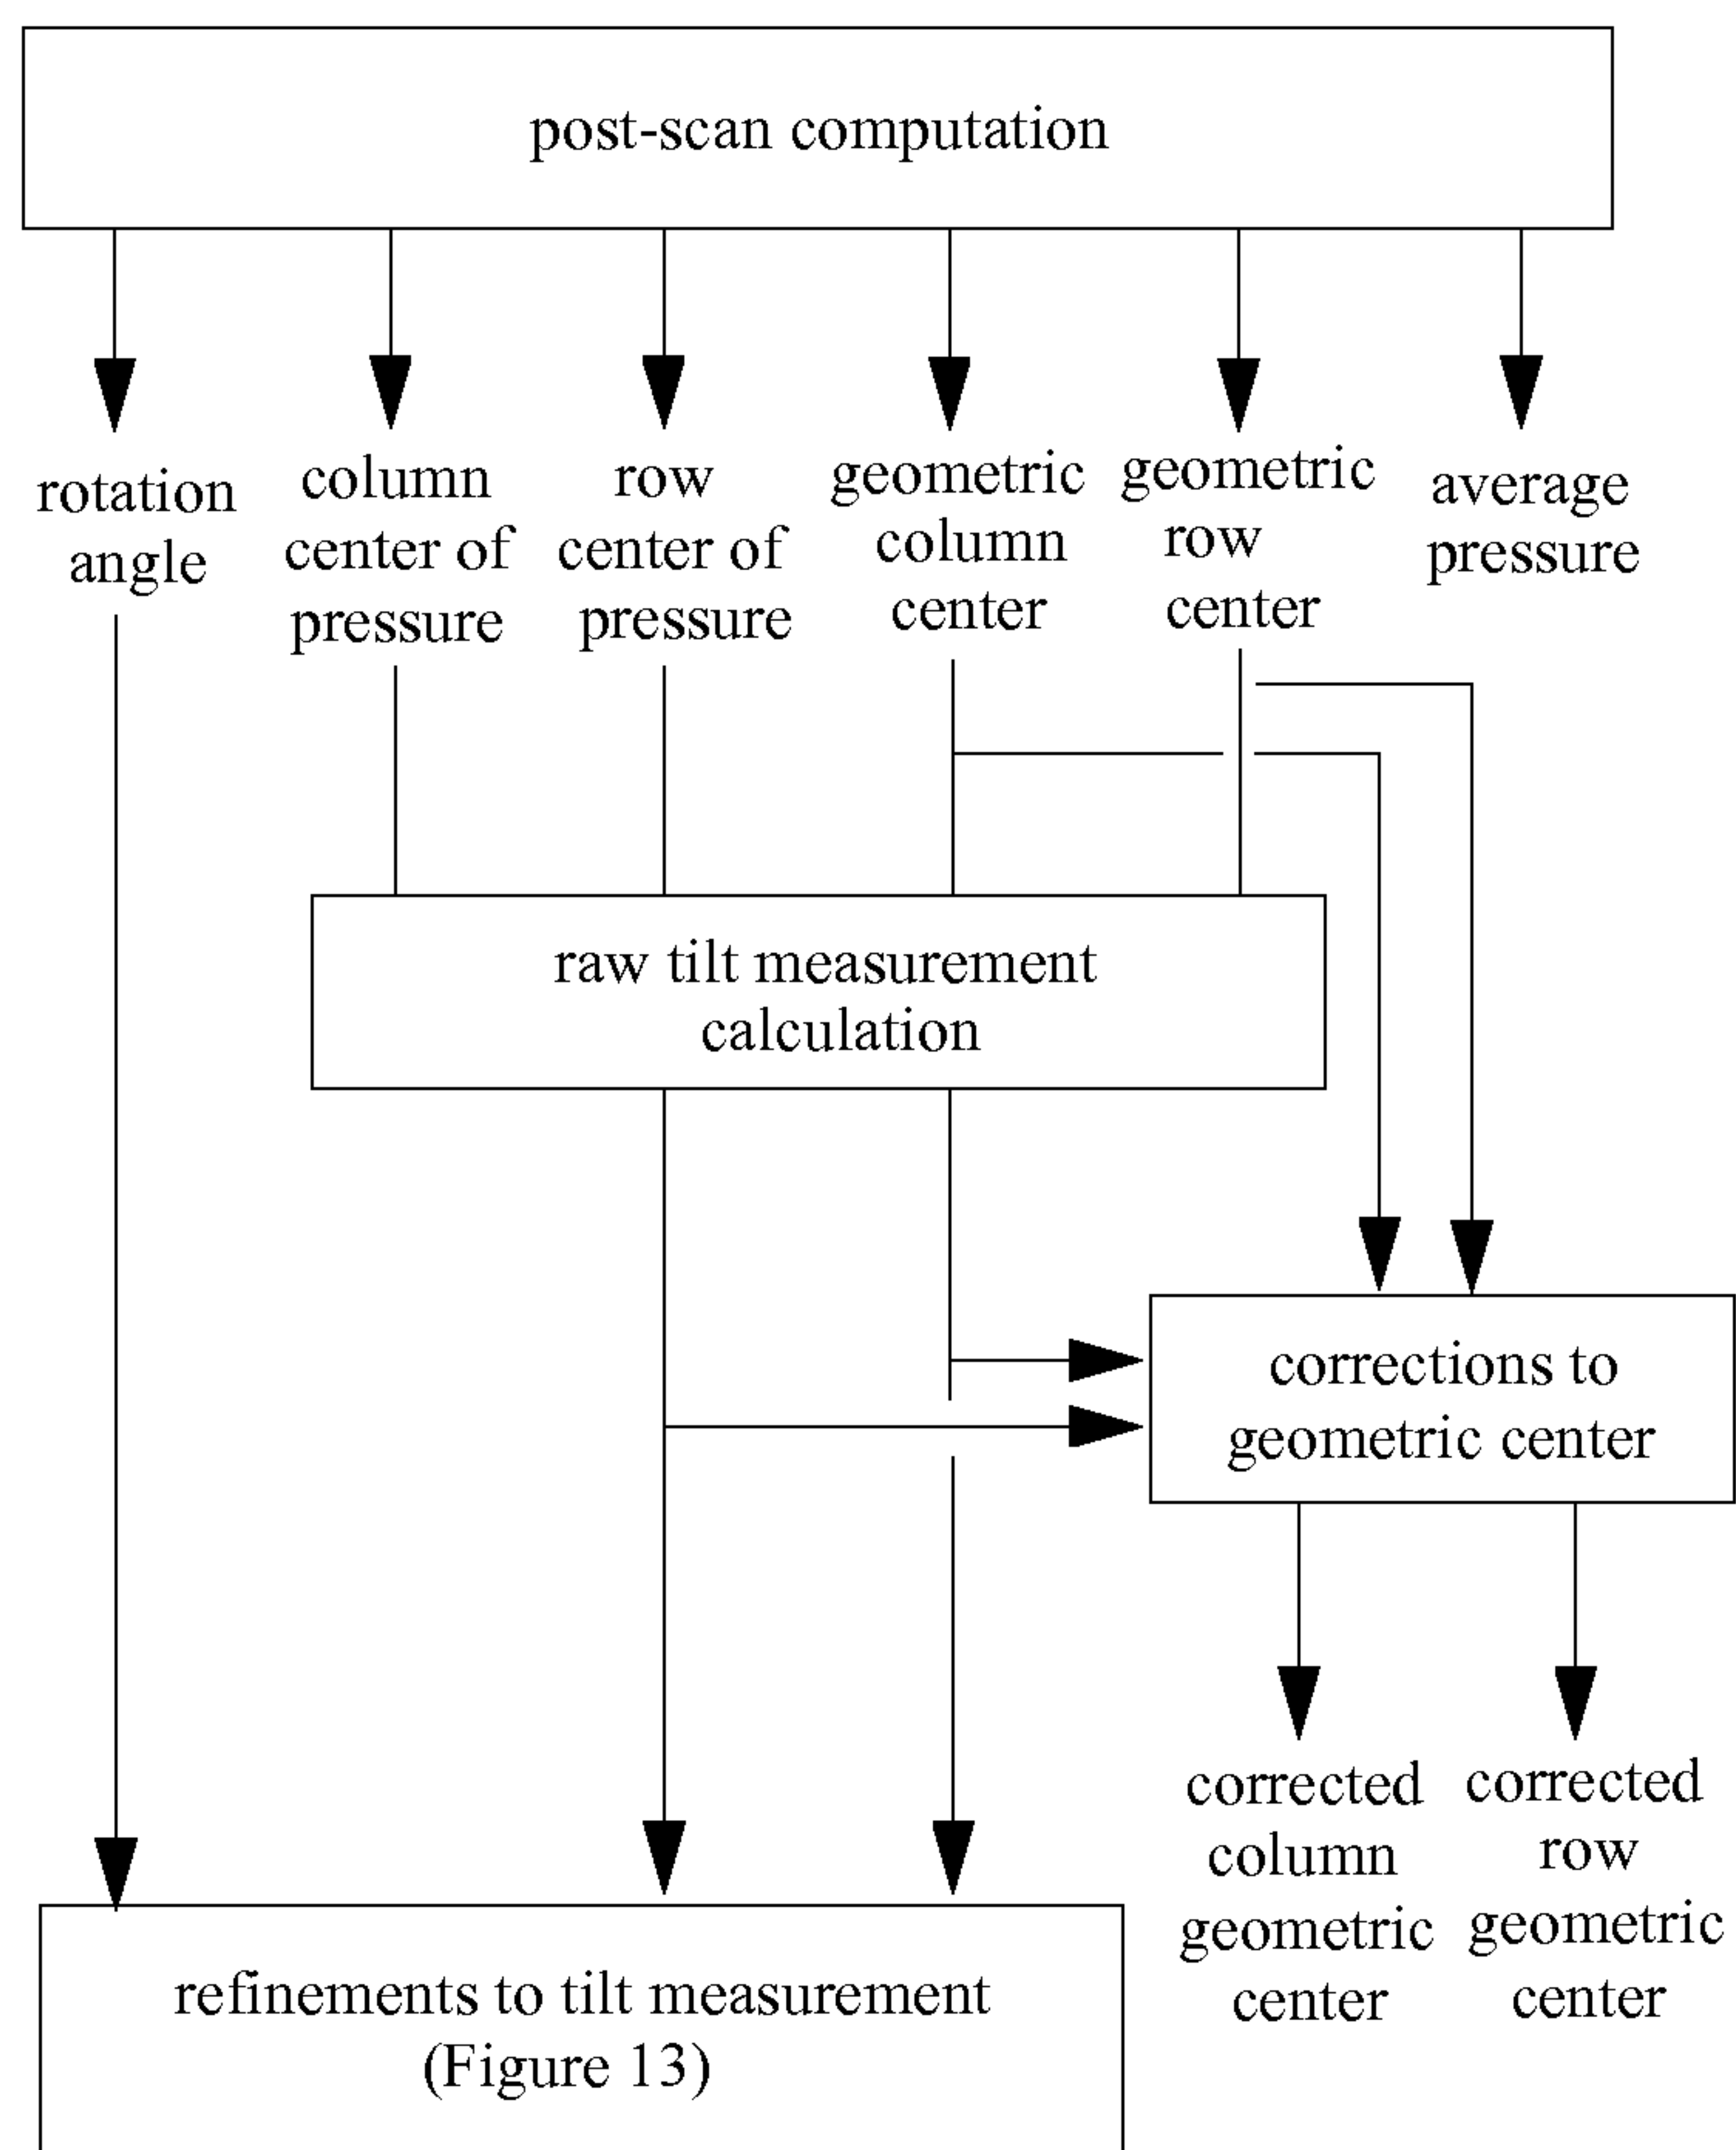 post-scan computation
rotation
angle
column
center of
pressure
row
center of
pressure
geometric
column
center
geometric
row
center
average
pressure
raw tilt measurement
calculation
corrections to
geometric center
corrected
column
geometric
center
corrected
row
geometric
center
refinements to tilt measurement
(Figure 13)